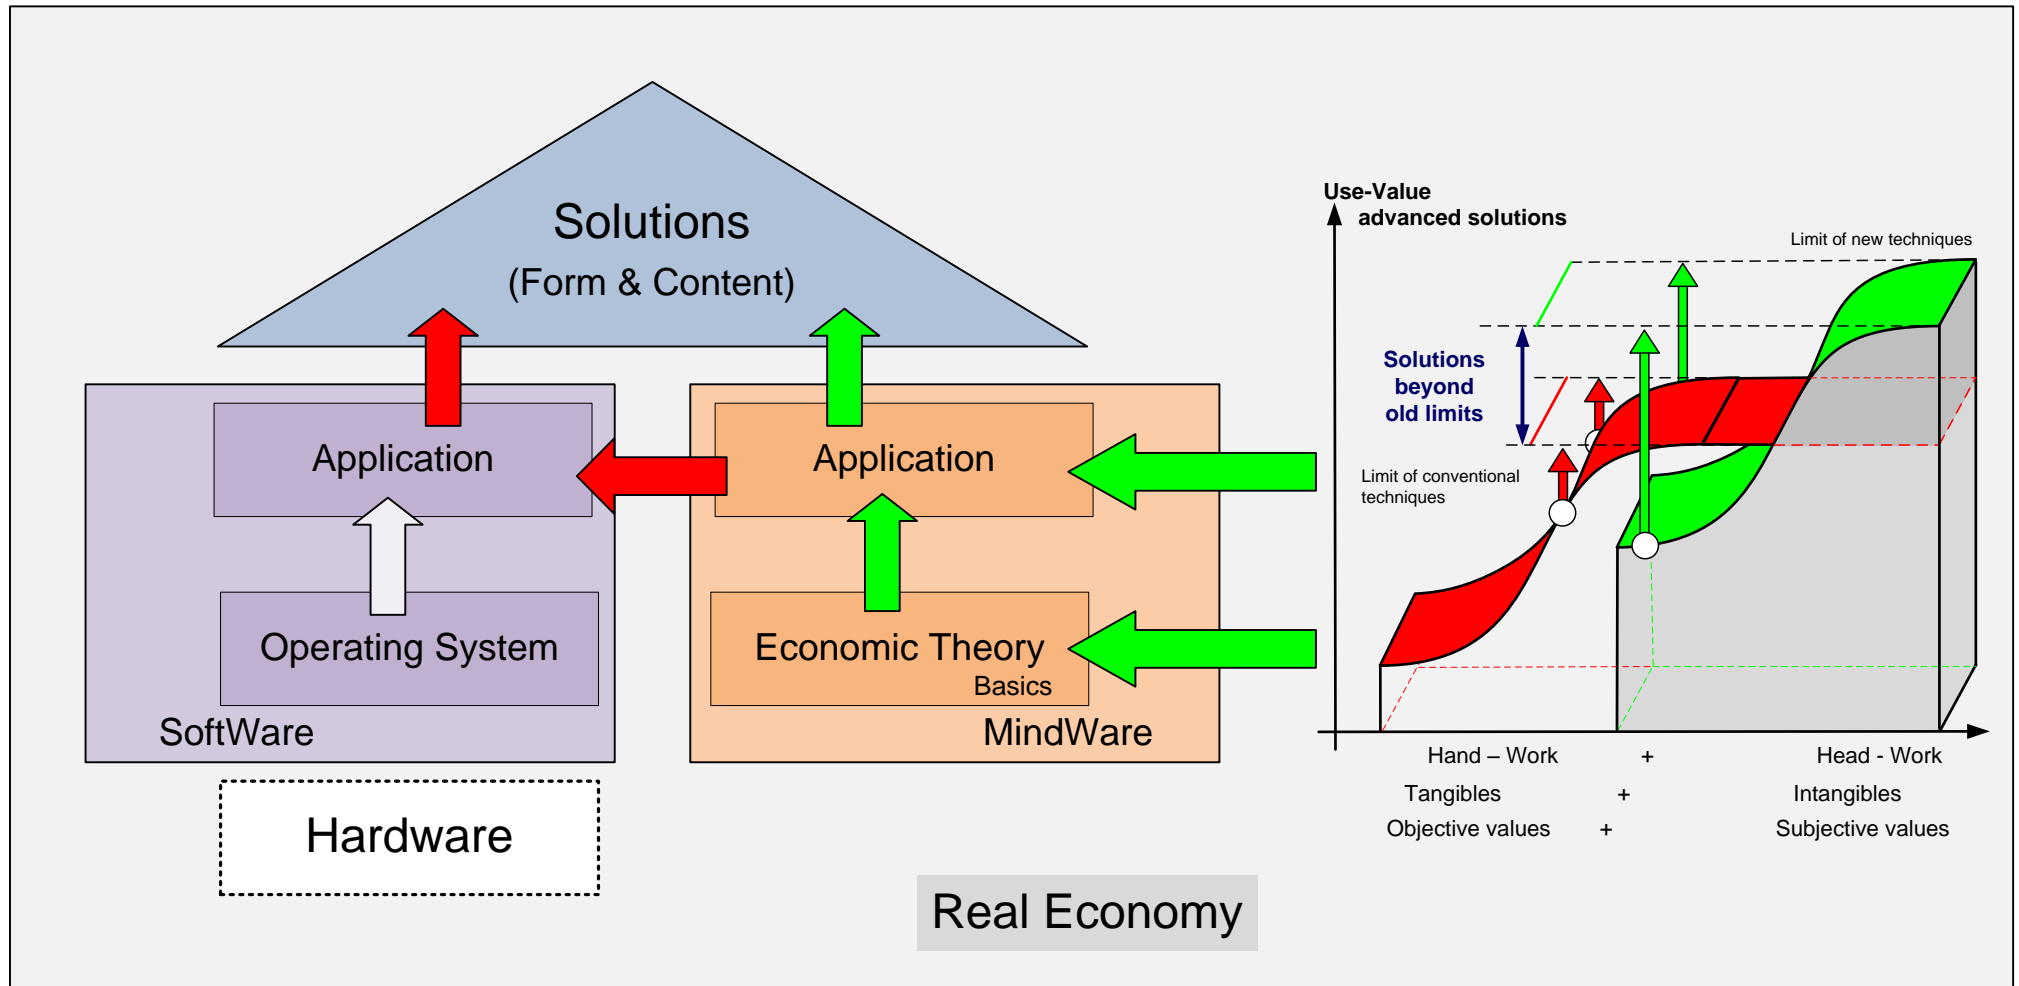 Solutions
(Form & Content)
Application
Operating System
SoftWare
Hardware
Application
Economic Theory
Basics
MindWare
Real Economy
Use-Value
advanced solutions
Limit of new techniques
Solutions
beyond
old limits
Limit of conventional
techniques
Hand – Work + Head - Work
Tangibles + Intangibles
Objective values + Subjective values